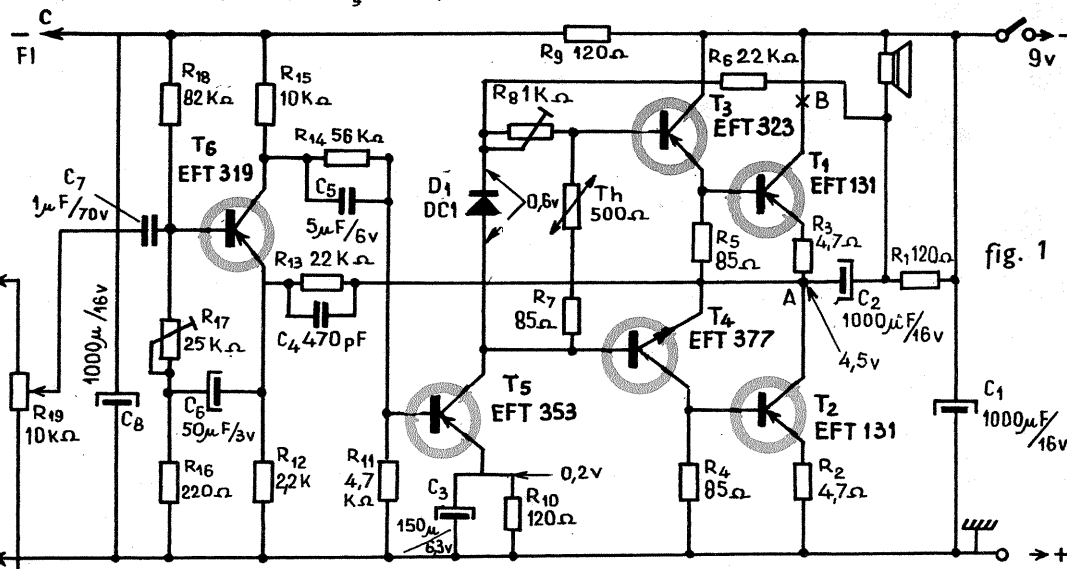 C
−
FI
R18
82KΩ
R15
10KΩ
R9 120Ω
R6 22KΩ
9v
−
R8 1KΩ
T3
EFT 323
B
T6
EFT 319
R14 56KΩ
C5
5μF/6v
C7
1μF/70v
D1
DC1
0,6v
Th
500Ω
T1
EFT 131
R3
4,7Ω
R5
85Ω
R1 120Ω
fig. 1
R13 22KΩ
C4 470pF
A
C2
1000μF/
16v
4,5v
R7
85Ω
T4
EFT 377
1000μ/16v
C8
R17
25KΩ
R19
10KΩ
C6
50μF/3v
T5
EFT 353
T2
EFT 131
C1
1000μF/
16v
R16
220Ω
R12
2,2K
R11
4,7
KΩ
C3
150μ
/63v
0,2v
R10
120Ω
R4
85Ω
R2
4,7Ω
+